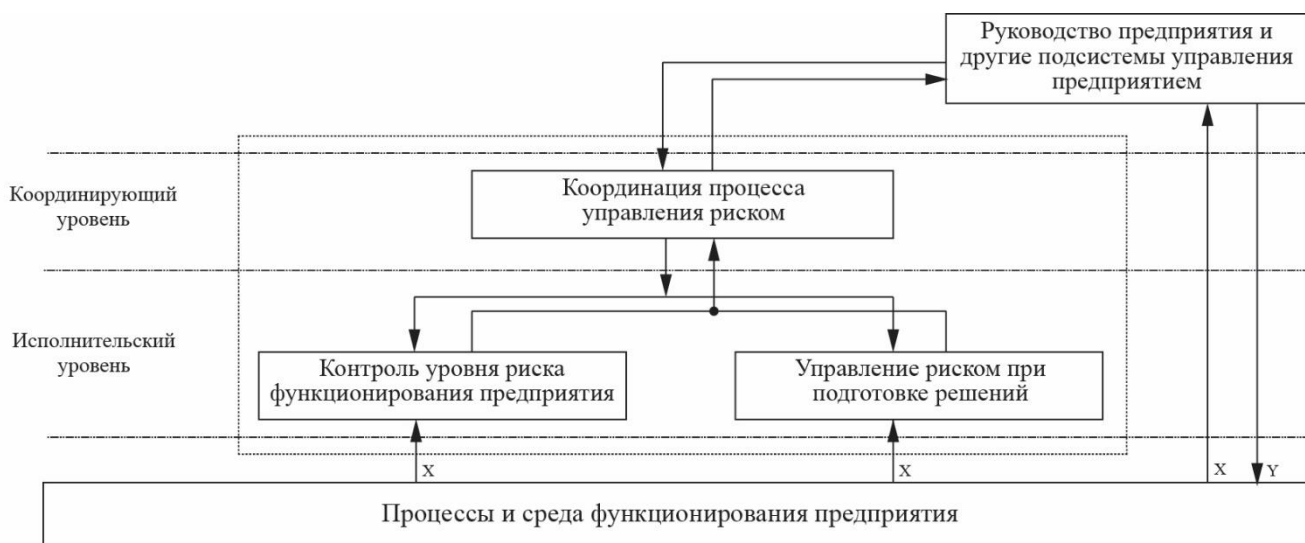 Руководство предприятия и
другие подсистемы управления
предприятием
Координирующий
уровень
Координация процесса
управления риском
Исполнительский
уровень
Контроль уровня риска
функционирования предприятия
Управление риском при
подготовке решений
X
X
X
Y
Процессы и среда функционирования предприятия